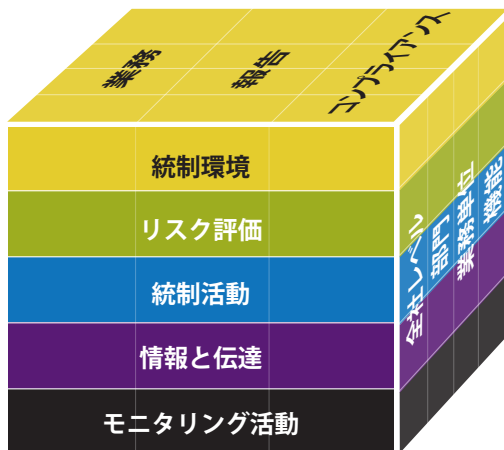 業務
報告
コンプライアンス
統制環境
リスク評価
統制活動
情報と伝達
モニタリング活動
全社レベル
部門
業務単位
機能